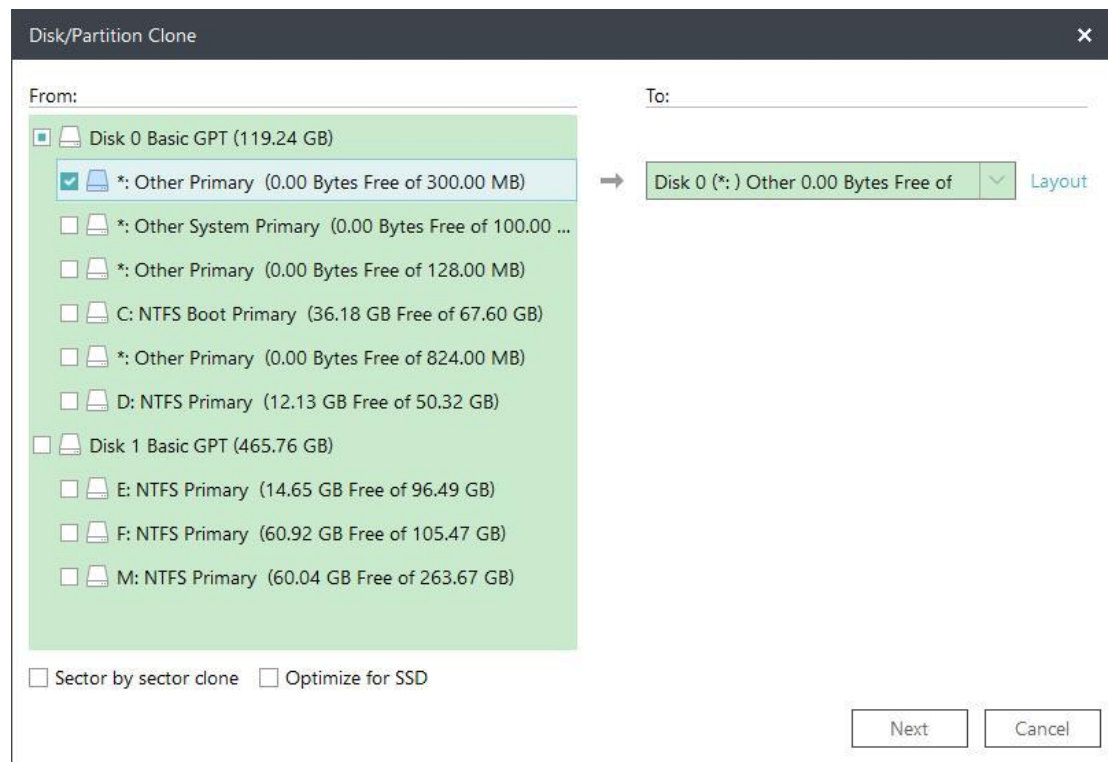 Disk/Partition Clone
From:
To:
Disk 0 Basic GPT (119.24 GB)
*: Other Primary (0.00 Bytes Free of 300.00 MB)
Disk 0 (*: ) Other 0.00 Bytes Free of
Layout
*: Other System Primary (0.00 Bytes Free of 100.00 ...
*: Other Primary (0.00 Bytes Free of 128.00 MB)
C: NTFS Boot Primary (36.18 GB Free of 67.60 GB)
*: Other Primary (0.00 Bytes Free of 824.00 MB)
D: NTFS Primary (12.13 GB Free of 50.32 GB)
Disk 1 Basic GPT (465.76 GB)
E: NTFS Primary (14.65 GB Free of 96.49 GB)
F: NTFS Primary (60.92 GB Free of 105.47 GB)
M: NTFS Primary (60.04 GB Free of 263.67 GB)
Sector by sector clone
Optimize for SSD
Next
Cancel